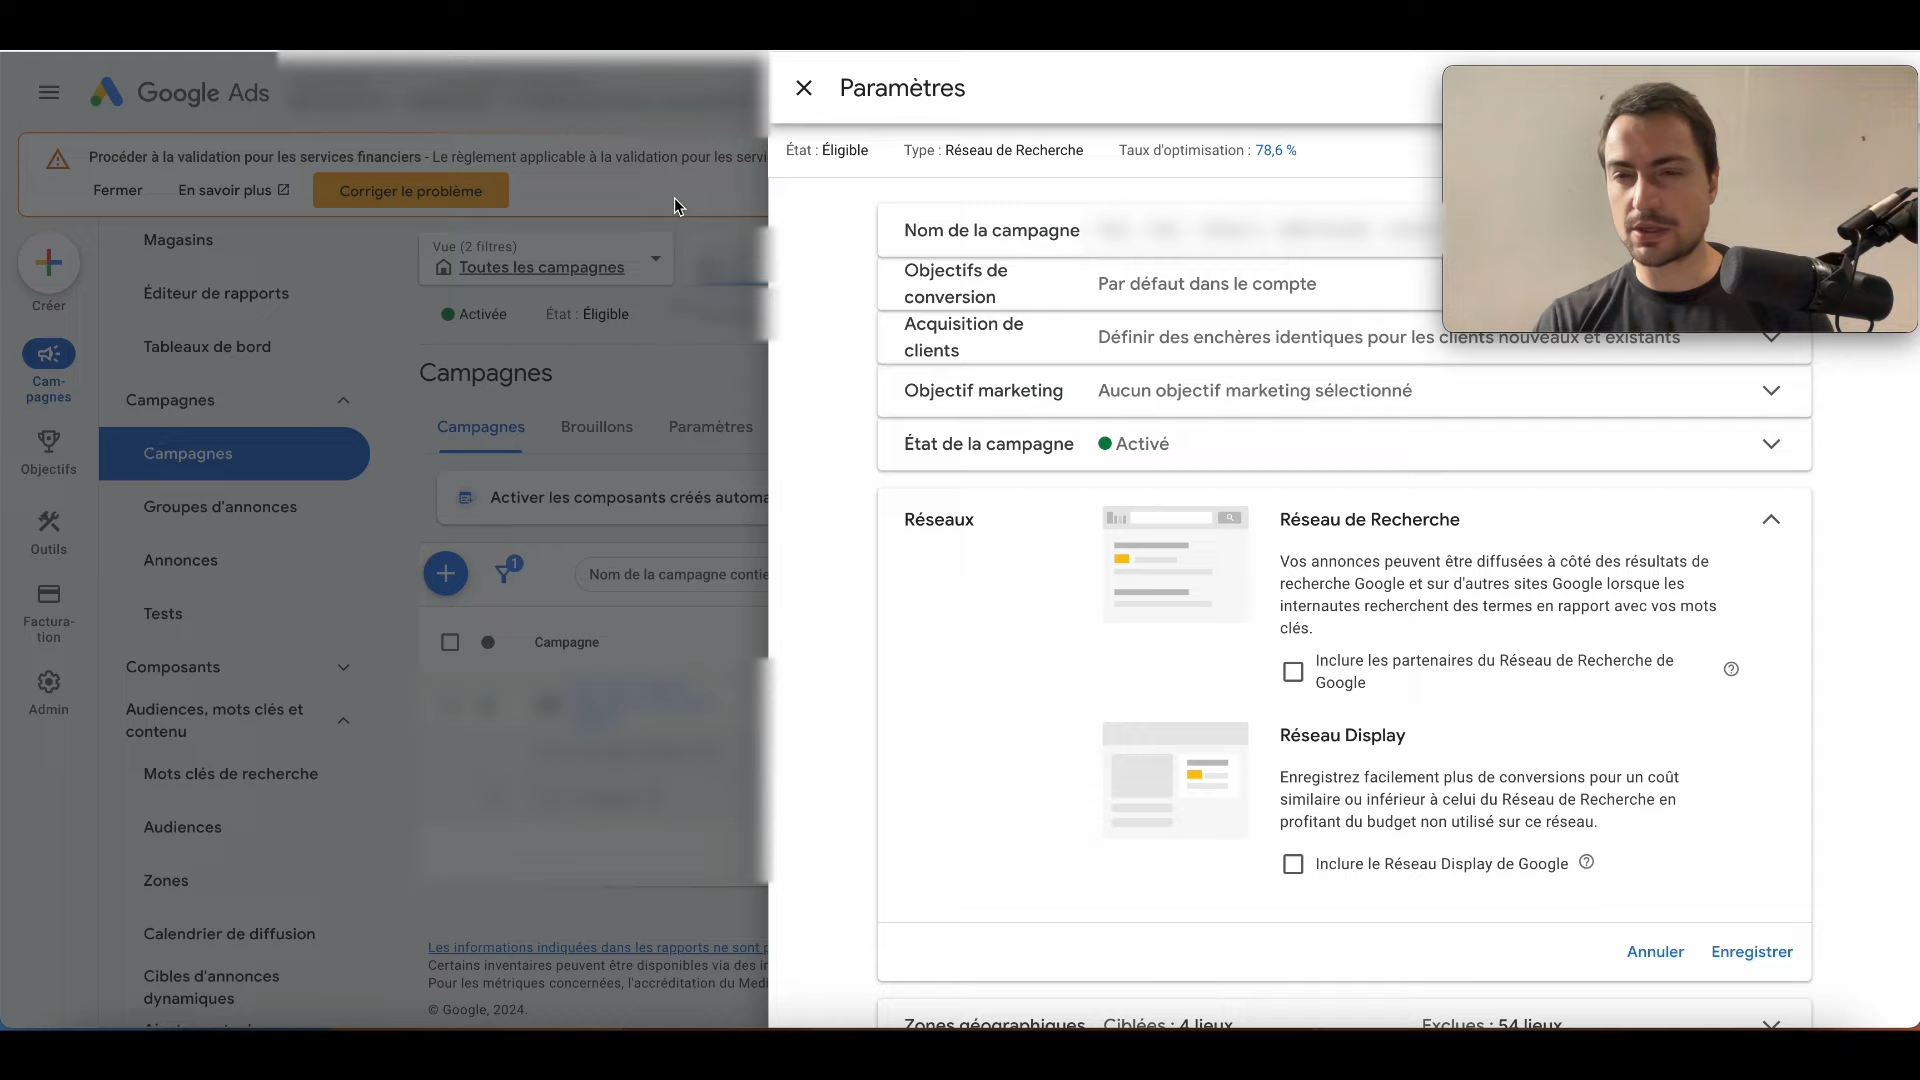 Google Ads
Procéder à la validation pour les services financiers - Le règlement applicable à la validation pour les servi
Fermer
En savoir plus
Corriger le problème
Créer
Cam-
pagnes
Objectifs
Outils
Factura-
tion
Admin
Magasins
Éditeur de rapports
Tableaux de bord
Campagnes
Campagnes
Groupes d'annonces
Annonces
Tests
Composants
Audiences, mots clés et
contenu
Mots clés de recherche
Audiences
Zones
Calendrier de diffusion
Cibles d'annonces
dynamiques
Vue (2 filtres)
Toutes les campagnes
Activée
État : Éligible
Campagnes
Campagnes
Brouillons
Paramètres
Activer les composants créés automa
1
Nom de la campagne contie
Campagne
Les informations indiquées dans les rapports ne sont p
Certains inventaires peuvent être disponibles via des in
Pour les métriques concernées, l'accréditation du Medi
© Google, 2024.
Paramètres
État : Éligible
Type : Réseau de Recherche
Taux d'optimisation : 78,6 %
Nom de la campagne
Objectifs de
conversion
Par défaut dans le compte
Acquisition de
clients
Définir des enchères identiques pour les clients nouveaux et existants
Objectif marketing
Aucun objectif marketing sélectionné
État de la campagne
Activé
Réseaux
Réseau de Recherche
Vos annonces peuvent être diffusées à côté des résultats de
recherche Google et sur d'autres sites Google lorsque les
internautes recherchent des termes en rapport avec vos mots
clés.
Inclure les partenaires du Réseau de Recherche de
Google
Réseau Display
Enregistrez facilement plus de conversions pour un coût
similaire ou inférieur à celui du Réseau de Recherche en
profitant du budget non utilisé sur ce réseau.
Inclure le Réseau Display de Google
Annuler
Enregistrer
Zones géographiques
Ciblées : 4 lieux
Exclues : 54 lieux